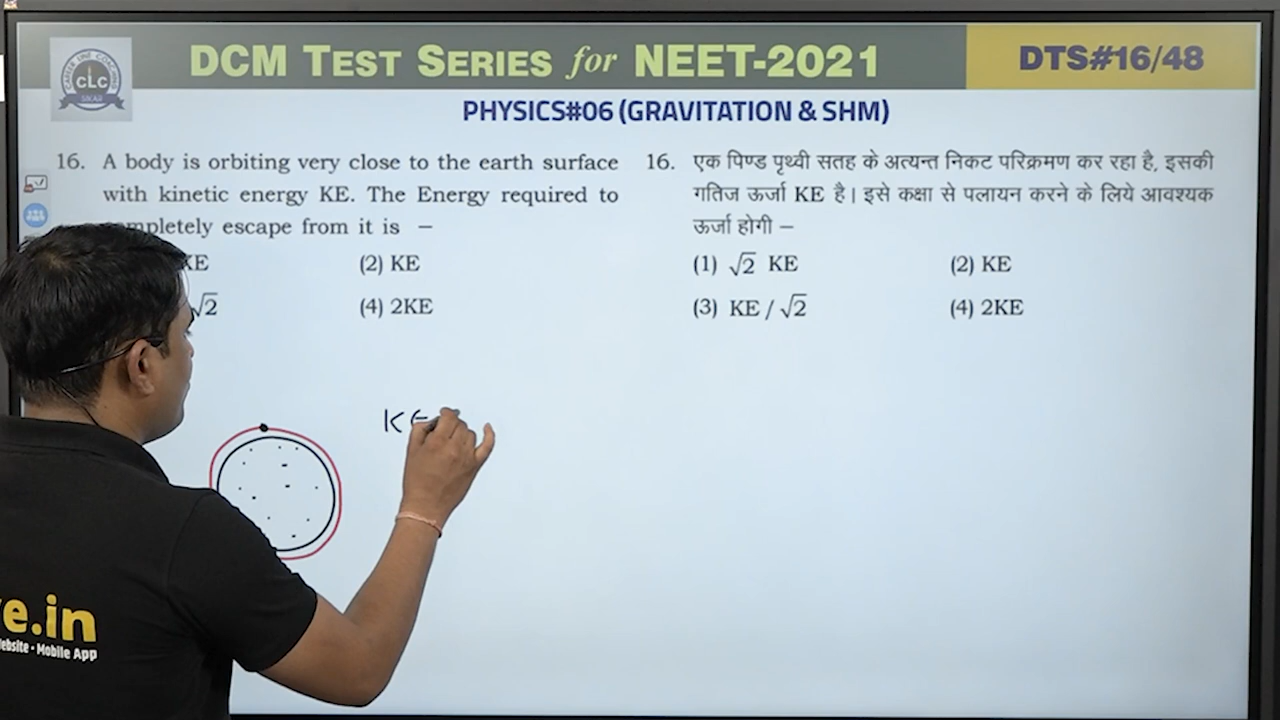 DCM TEST SERIES for NEET-2021
DTS#16/48
CLC
SIKAR
PHYSICS#06 (GRAVITATION & SHM)
16. A body is orbiting very close to the earth surface
with kinetic energy KE. The Energy required to
mpletely escape from it is –
KE
(2) KE
√2
(4) 2KE
16. एक पिण्ड पृथ्वी सतह के अत्यन्त निकट परिक्रमण कर रहा है, इसकी
गतिज ऊर्जा KE है। इसे कक्षा से पलायन करने के लिये आवश्यक
ऊर्जा होगी –
(1) √2 KE
(2) KE
(3) KE / √2
(4) 2KE
KE
e.in
ebsite • Mobile App